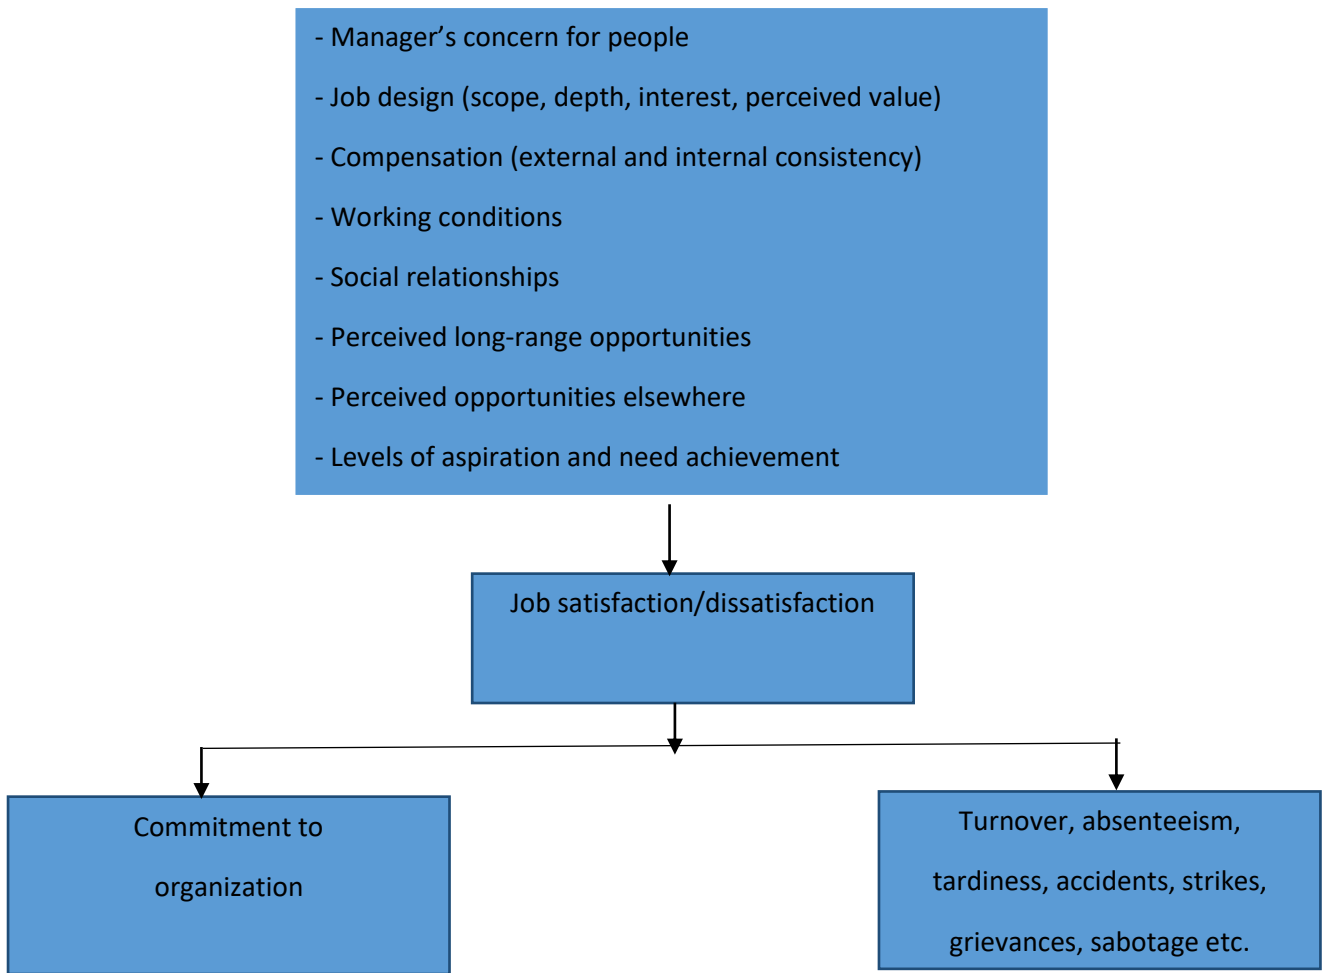 - Manager’s concern for people
- Job design (scope, depth, interest, perceived value)
- Compensation (external and internal consistency)
- Working conditions
- Social relationships
- Perceived long-range opportunities
- Perceived opportunities elsewhere
- Levels of aspiration and need achievement
Job satisfaction/dissatisfaction
Commitment to
organization
Turnover, absenteeism,
tardiness, accidents, strikes,
grievances, sabotage etc.